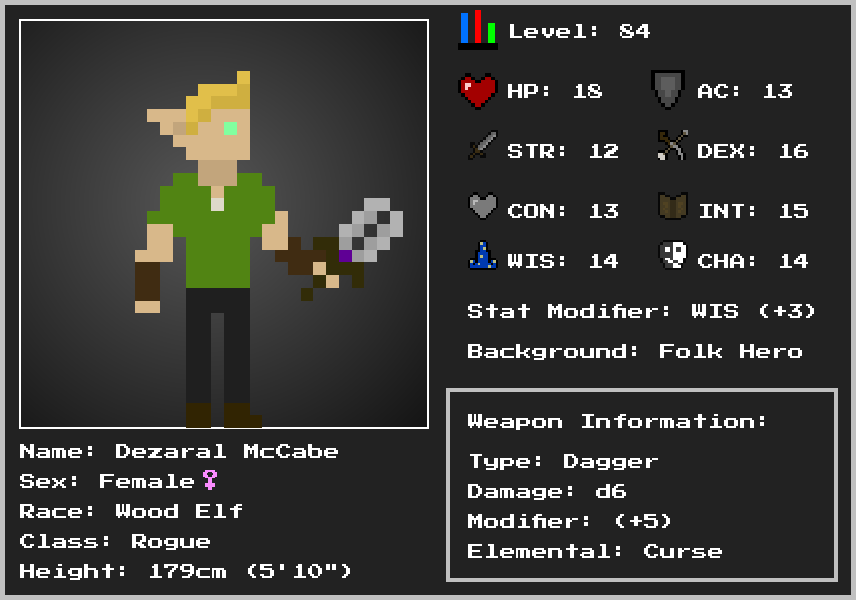 Level: 84
HP: 18
AC: 13
STR: 12
DEX: 16
CON: 13
INT: 15
WIS: 14
CHA: 14
Stat Modifier: WIS (+3)
Background: Folk Hero
Weapon Information:
Type: Dagger
Damage: d6
Modifier: (+5)
Elemental: Curse
Name: Dezaral McCabe
Sex: Female♀
Race: Wood Elf
Class: Rogue
Height: 179cm (5'10")